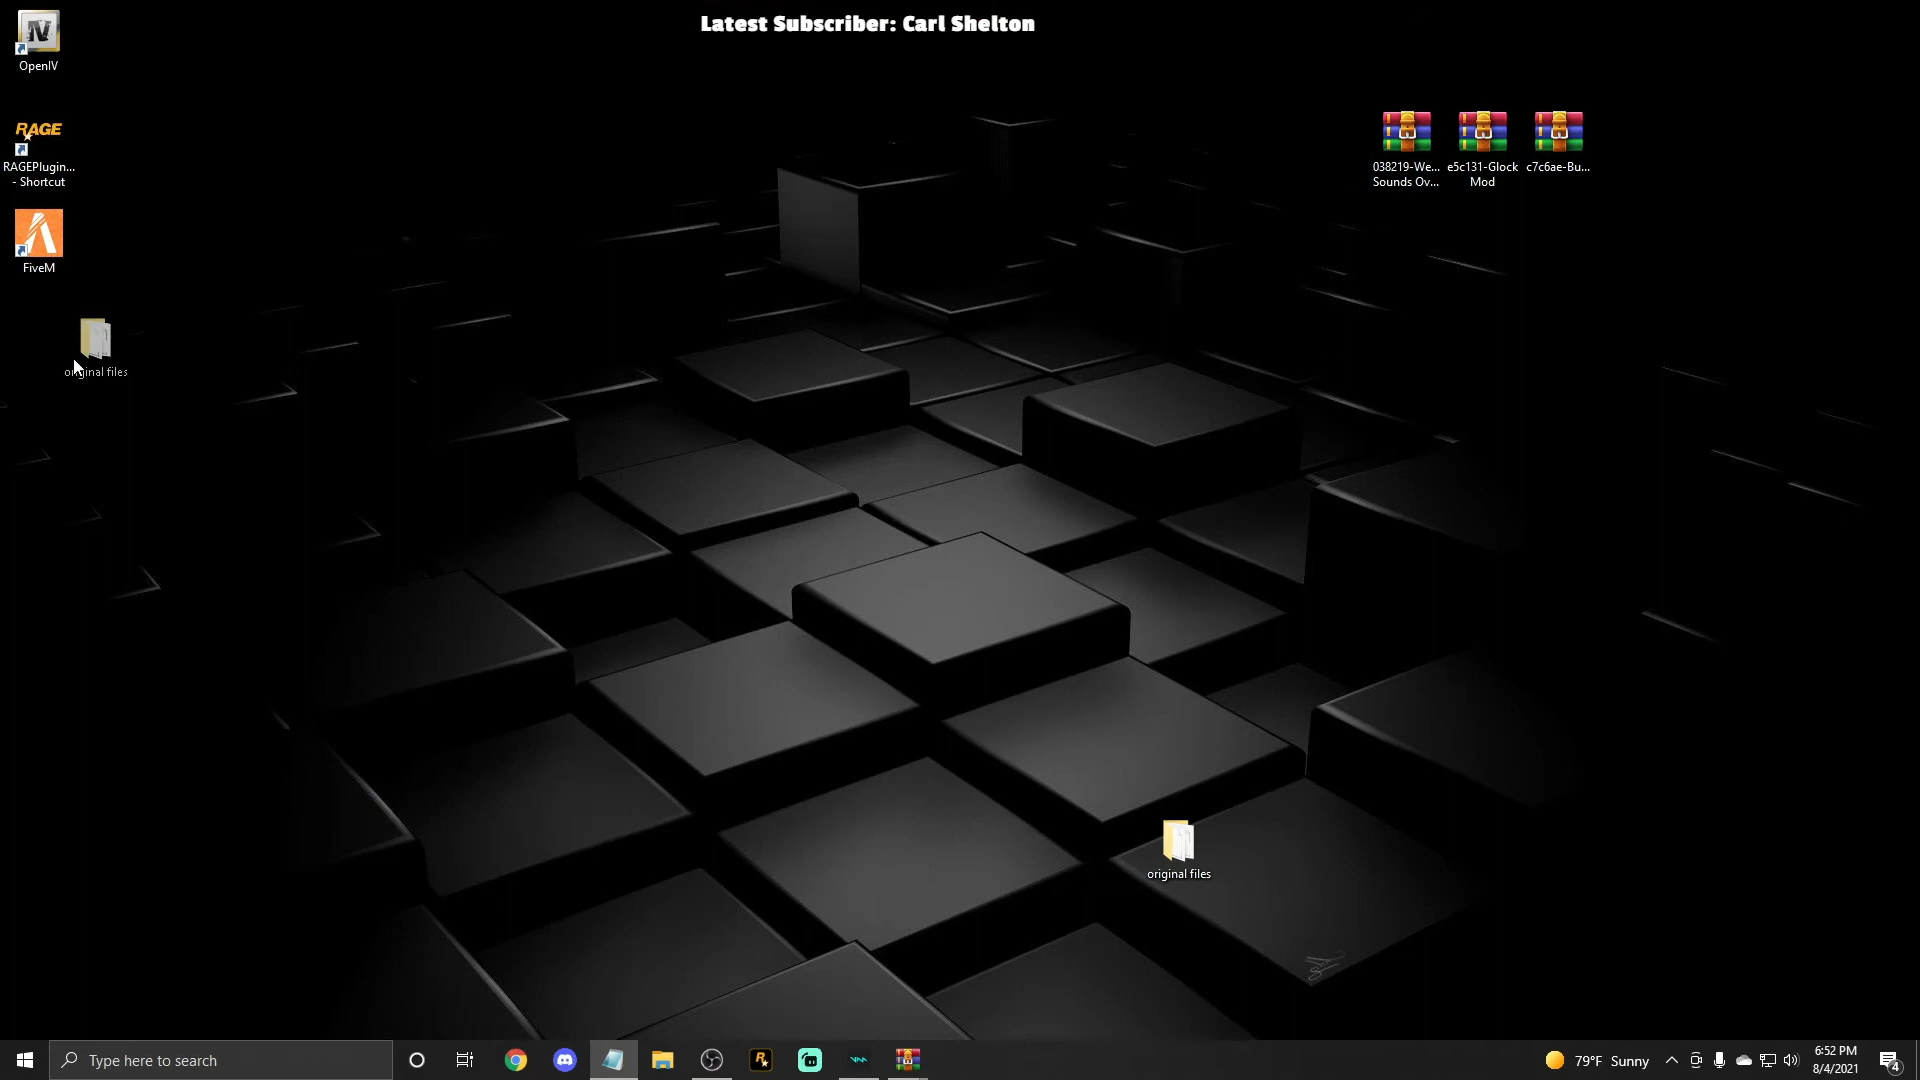 Latest Subscriber: Carl Shelton
OpenIV
RAGE
RAGEPlugin...
- Shortcut
FiveM
original files
038219-We...
Sounds Ov...
e5c131-Glock
Mod
c7c6ae-Bu...
original files
Type here to search
79°F Sunny
6:52 PM
8/4/2021
4